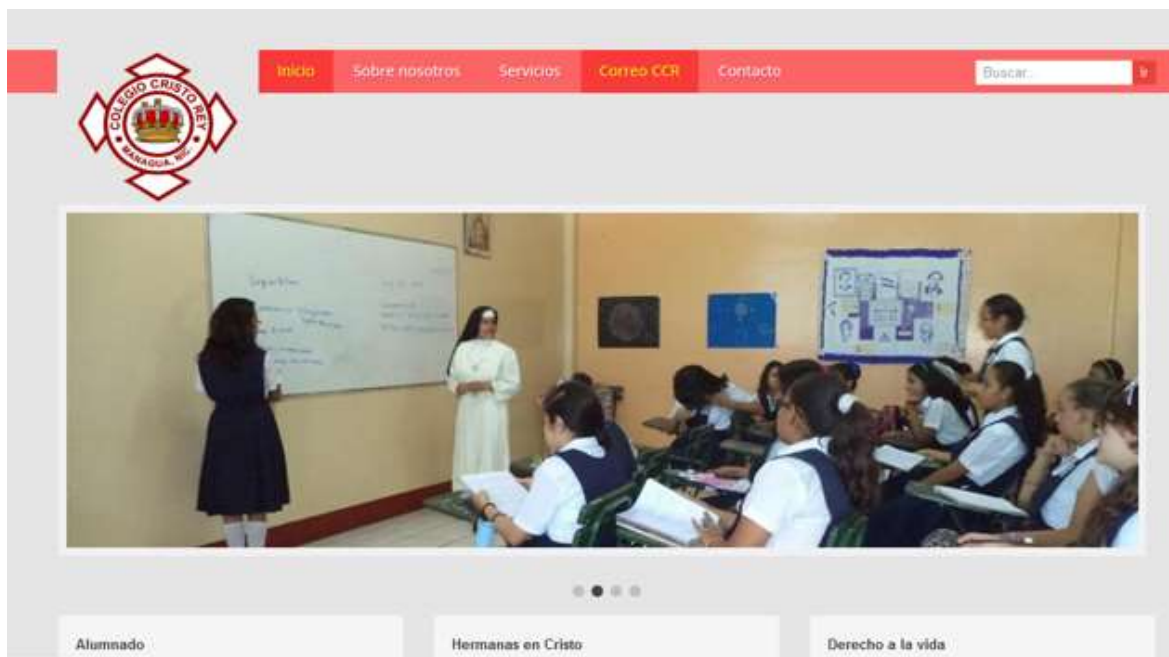 Inicio Sobre nosotros Servicios Correo CCR Contacto
Buscar...
Ir
COLEGIO CRISTO REY
MANAGUA, NIC.
Alumnado
Hermanas en Cristo
Derecho a la vida